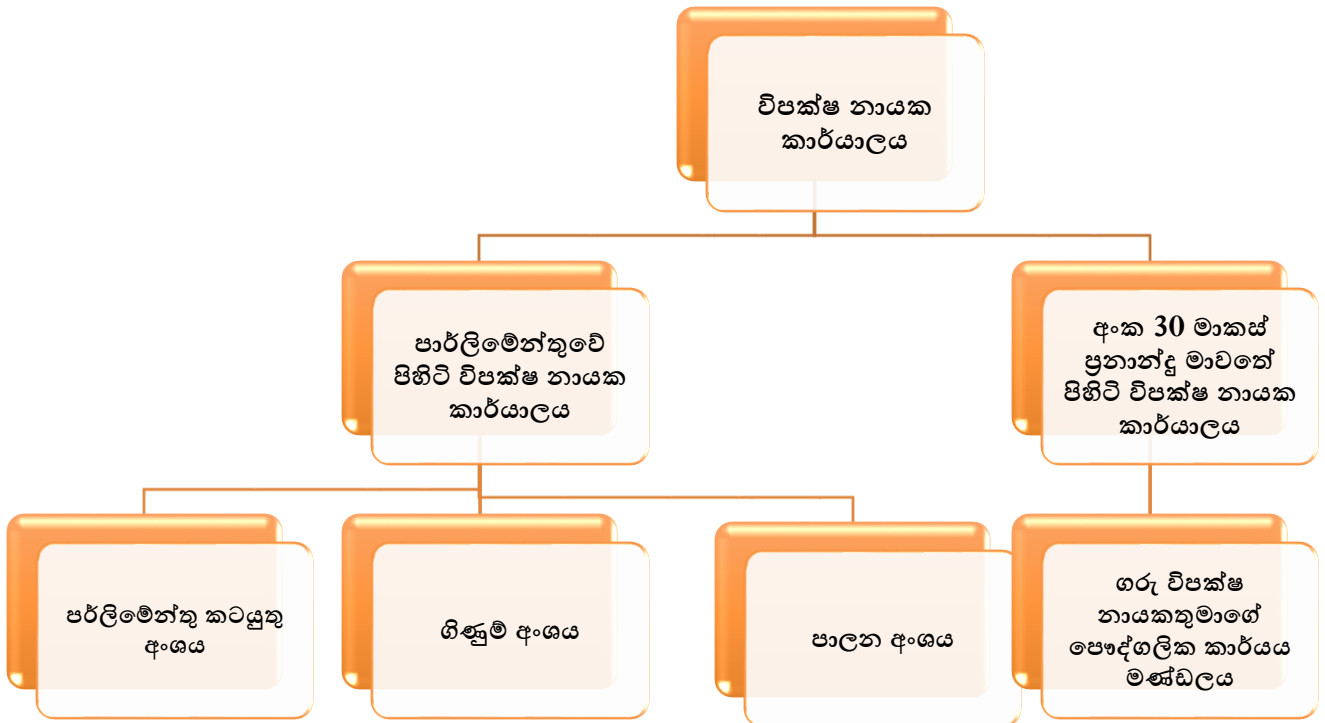 විපක්ෂ නායක
කාර්යාලය
පාර්ලිමේන්තුවේ
පිහිටි විපක්ෂ නායක
කාර්යාලය
අංක 30 මාකස්
ප්‍රනාන්දු මාවතේ
පිහිටි විපක්ෂ නායක
කාර්යාලය
පර්ලිමේන්තු කටයුතු
අංශය
ගිණුම් අංශය
පාලන අංශය
ගරු විපක්ෂ
නායකතුමාගේ
පෞද්ගලික කාර්යය
මණ්ඩලය